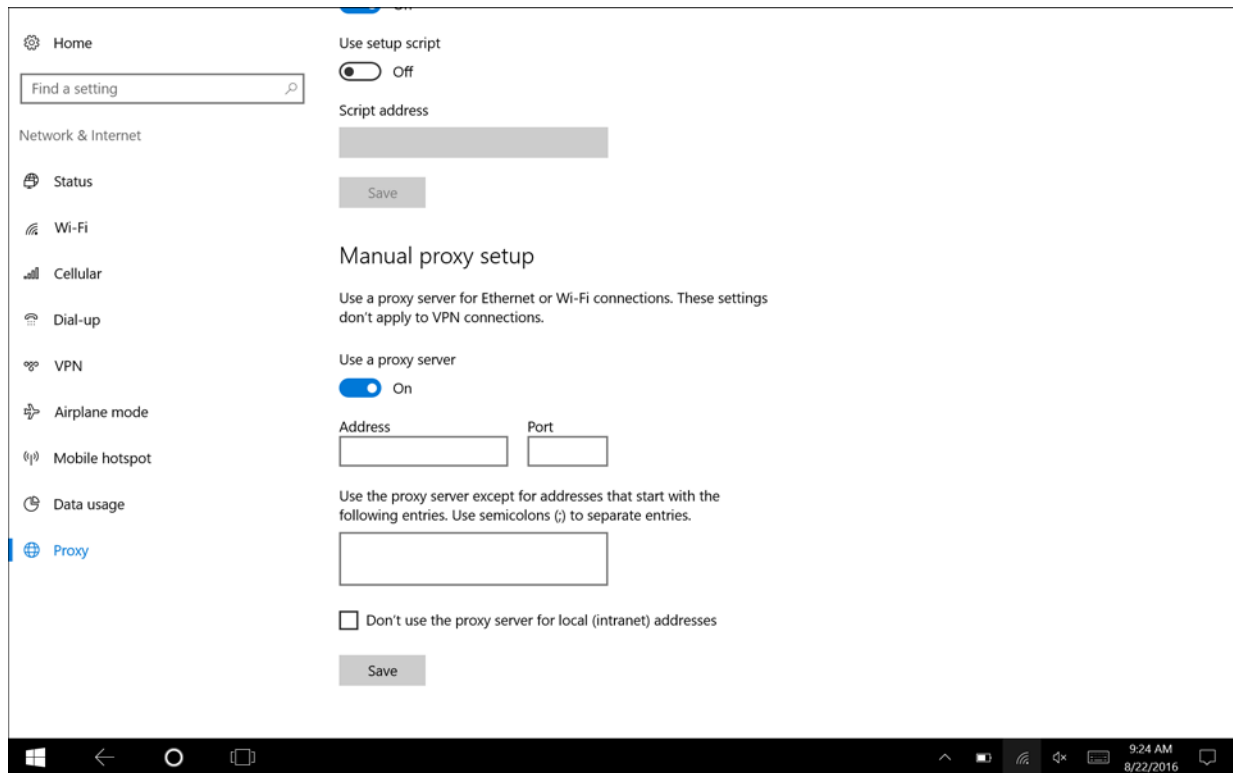 Home
Find a setting
Network & Internet
Status
Wi-Fi
Cellular
Dial-up
VPN
Airplane mode
Mobile hotspot
Data usage
Proxy
Use setup script
Off
Script address
Save
Manual proxy setup
Use a proxy server for Ethernet or Wi-Fi connections. These settings
don't apply to VPN connections.
Use a proxy server
On
Address Port
Use the proxy server except for addresses that start with the
following entries. Use semicolons (;) to separate entries.
Don't use the proxy server for local (intranet) addresses
Save
9:24 AM
8/22/2016